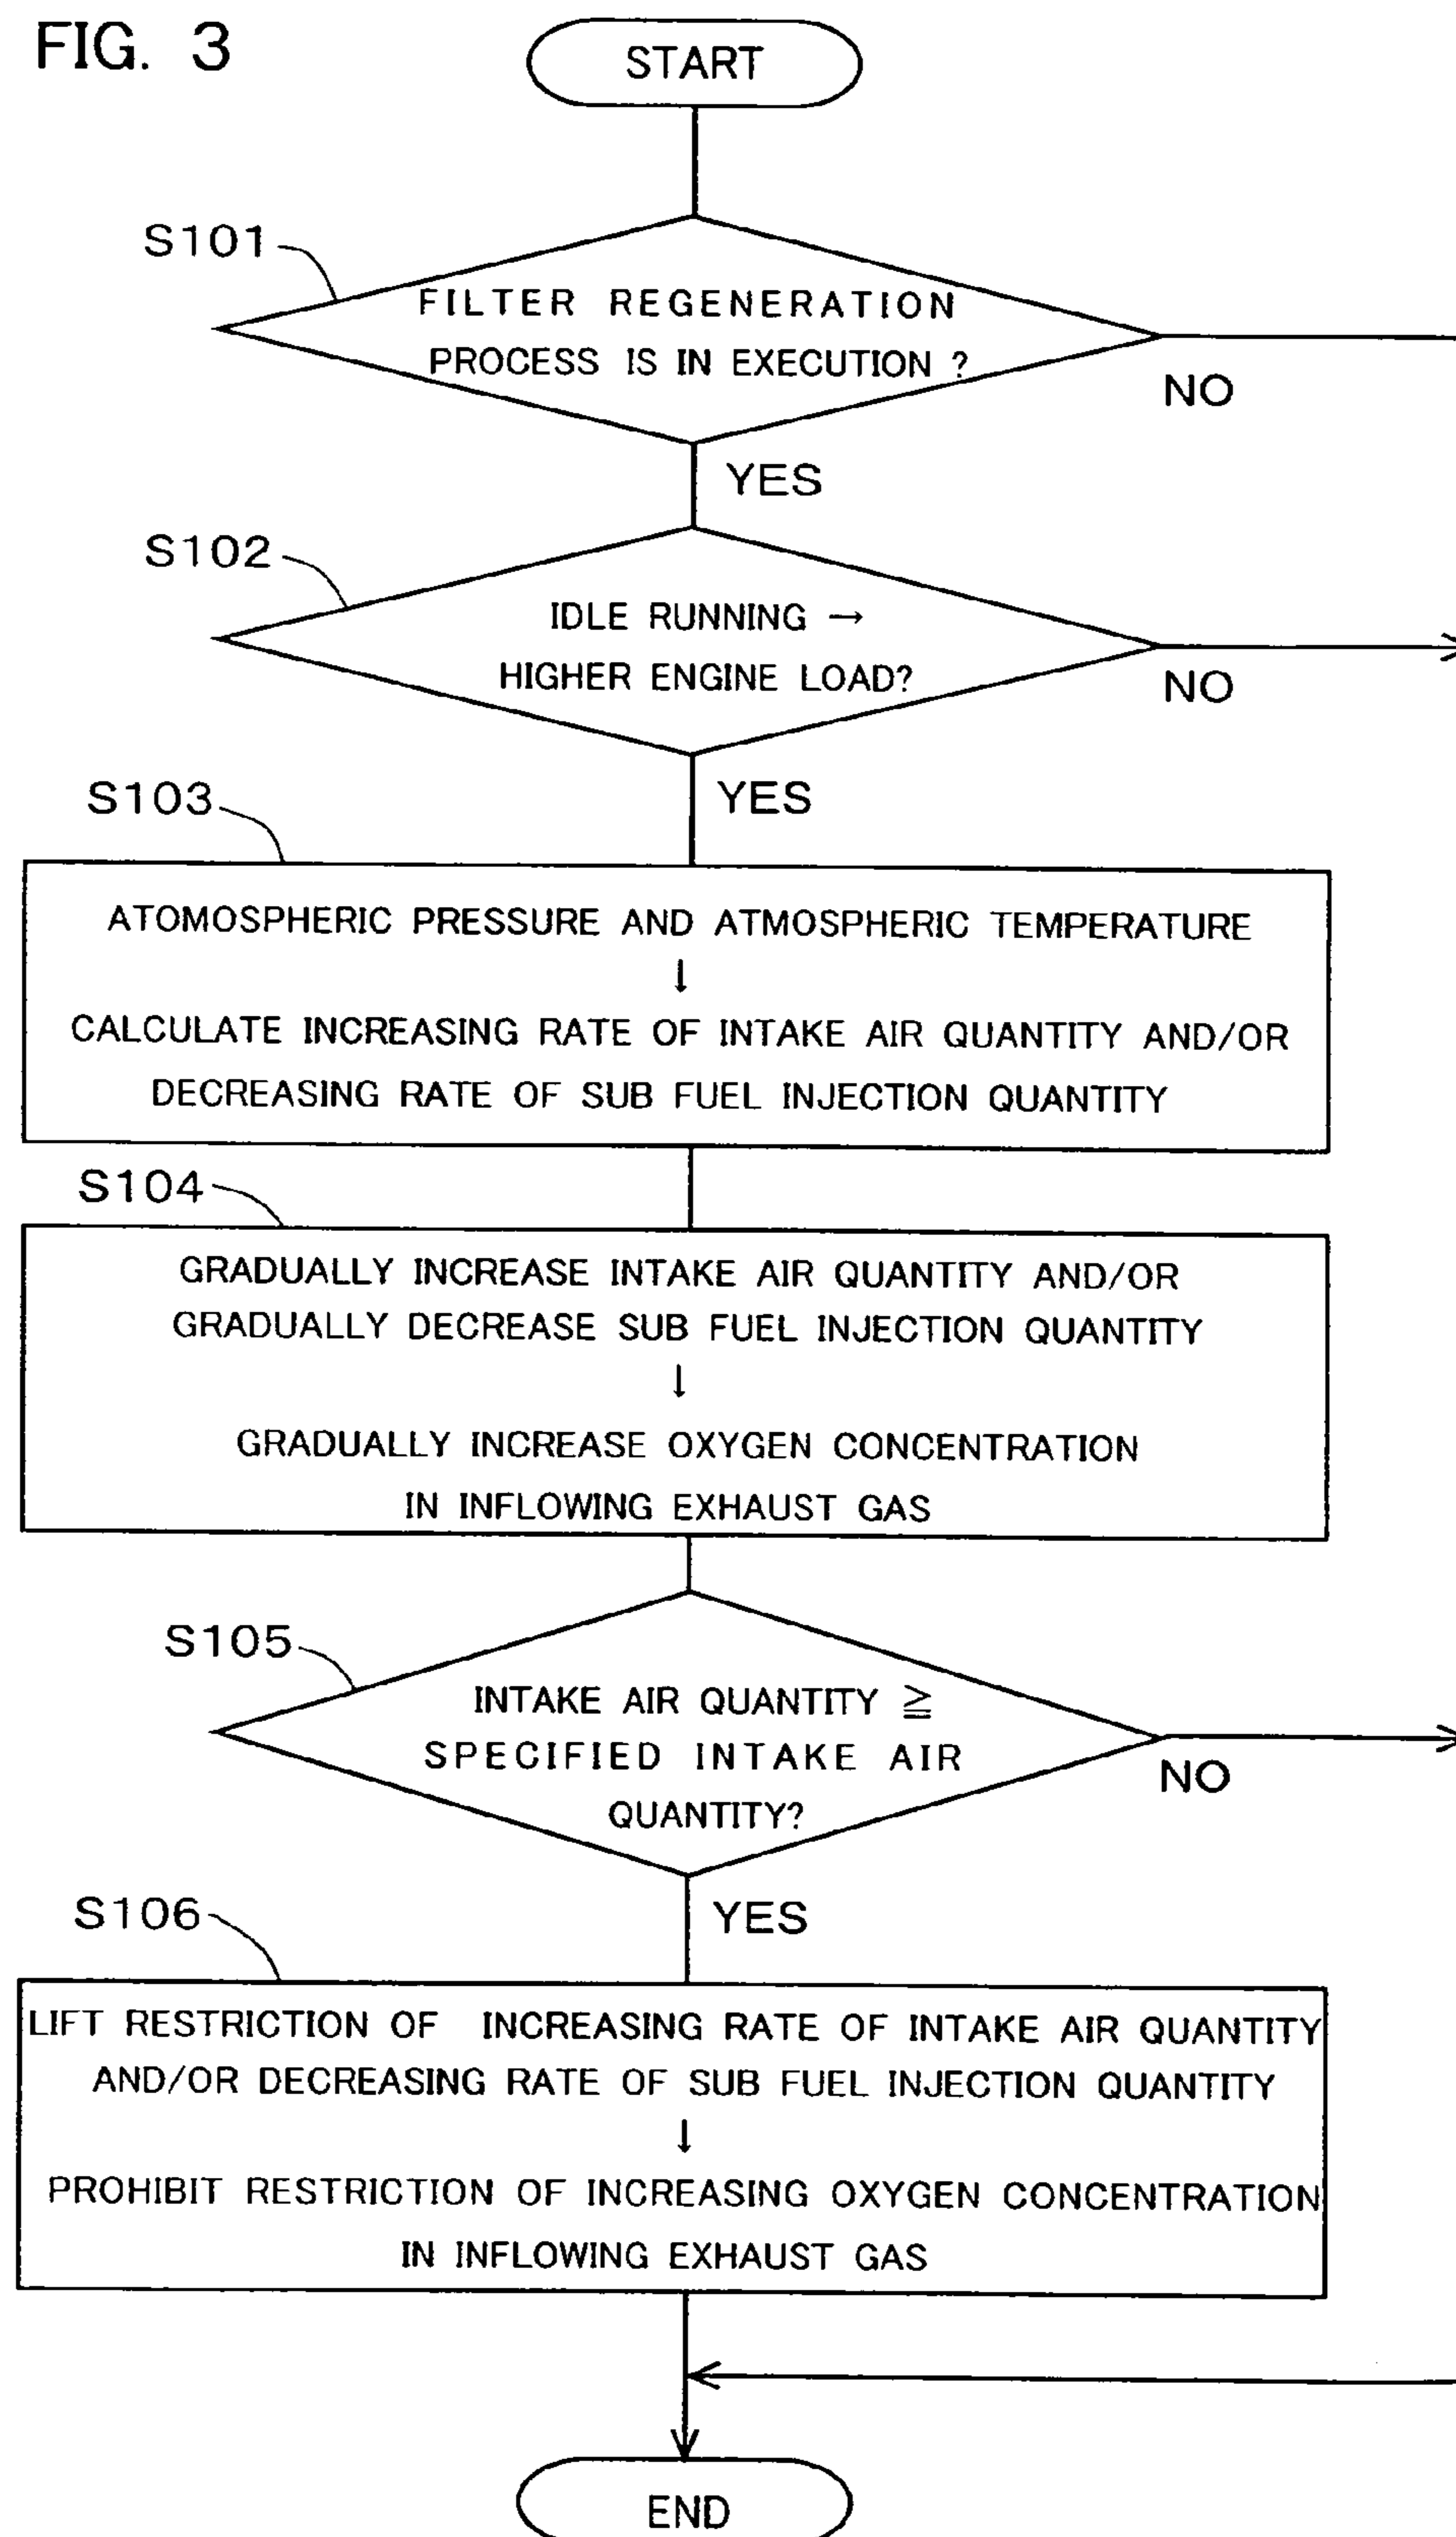 FIG. 3
START
S101
FILTER REGENERATION
PROCESS IS IN EXECUTION ?
NO
YES
S102
IDLE RUNNING →
HIGHER ENGINE LOAD?
NO
YES
S103
ATOMOSPHERIC PRESSURE AND ATMOSPHERIC TEMPERATURE
↓
CALCULATE INCREASING RATE OF INTAKE AIR QUANTITY AND/OR
DECREASING RATE OF SUB FUEL INJECTION QUANTITY
S104
GRADUALLY INCREASE INTAKE AIR QUANTITY AND/OR
GRADUALLY DECREASE SUB FUEL INJECTION QUANTITY
↓
GRADUALLY INCREASE OXYGEN CONCENTRATION
IN INFLOWING EXHAUST GAS
S105
INTAKE AIR QUANTITY ≧
SPECIFIED INTAKE AIR
QUANTITY?
NO
YES
S106
LIFT RESTRICTION OF INCREASING RATE OF INTAKE AIR QUANTITY
AND/OR DECREASING RATE OF SUB FUEL INJECTION QUANTITY
↓
PROHIBIT RESTRICTION OF INCREASING OXYGEN CONCENTRATION
IN INFLOWING EXHAUST GAS
END